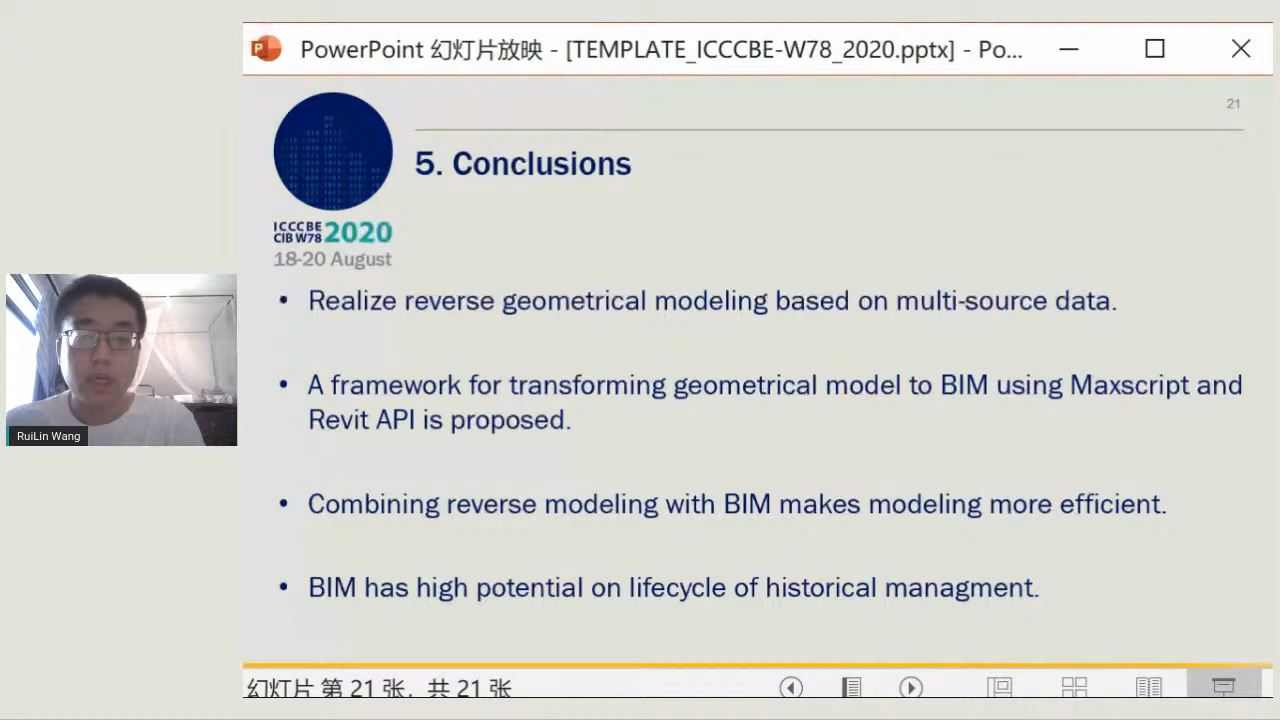 PowerPoint 幻灯片放映 - [TEMPLATE_ICCCBE-W78_2020.pptx] - Po...
21
5. Conclusions
ICCCBE
CIB W78 2020
18-20 August
• Realize reverse geometrical modeling based on multi-source data.
• A framework for transforming geometrical model to BIM using Maxscript and
Revit API is proposed.
• Combining reverse modeling with BIM makes modeling more efficient.
• BIM has high potential on lifecycle of historical managment.
RuiLin Wang
幻灯片 第 21 张，共 21 张